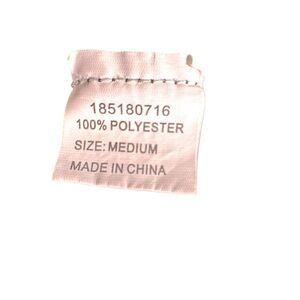 185180716
100% POLYESTER
SIZE: MEDIUM
MADE IN CHINA